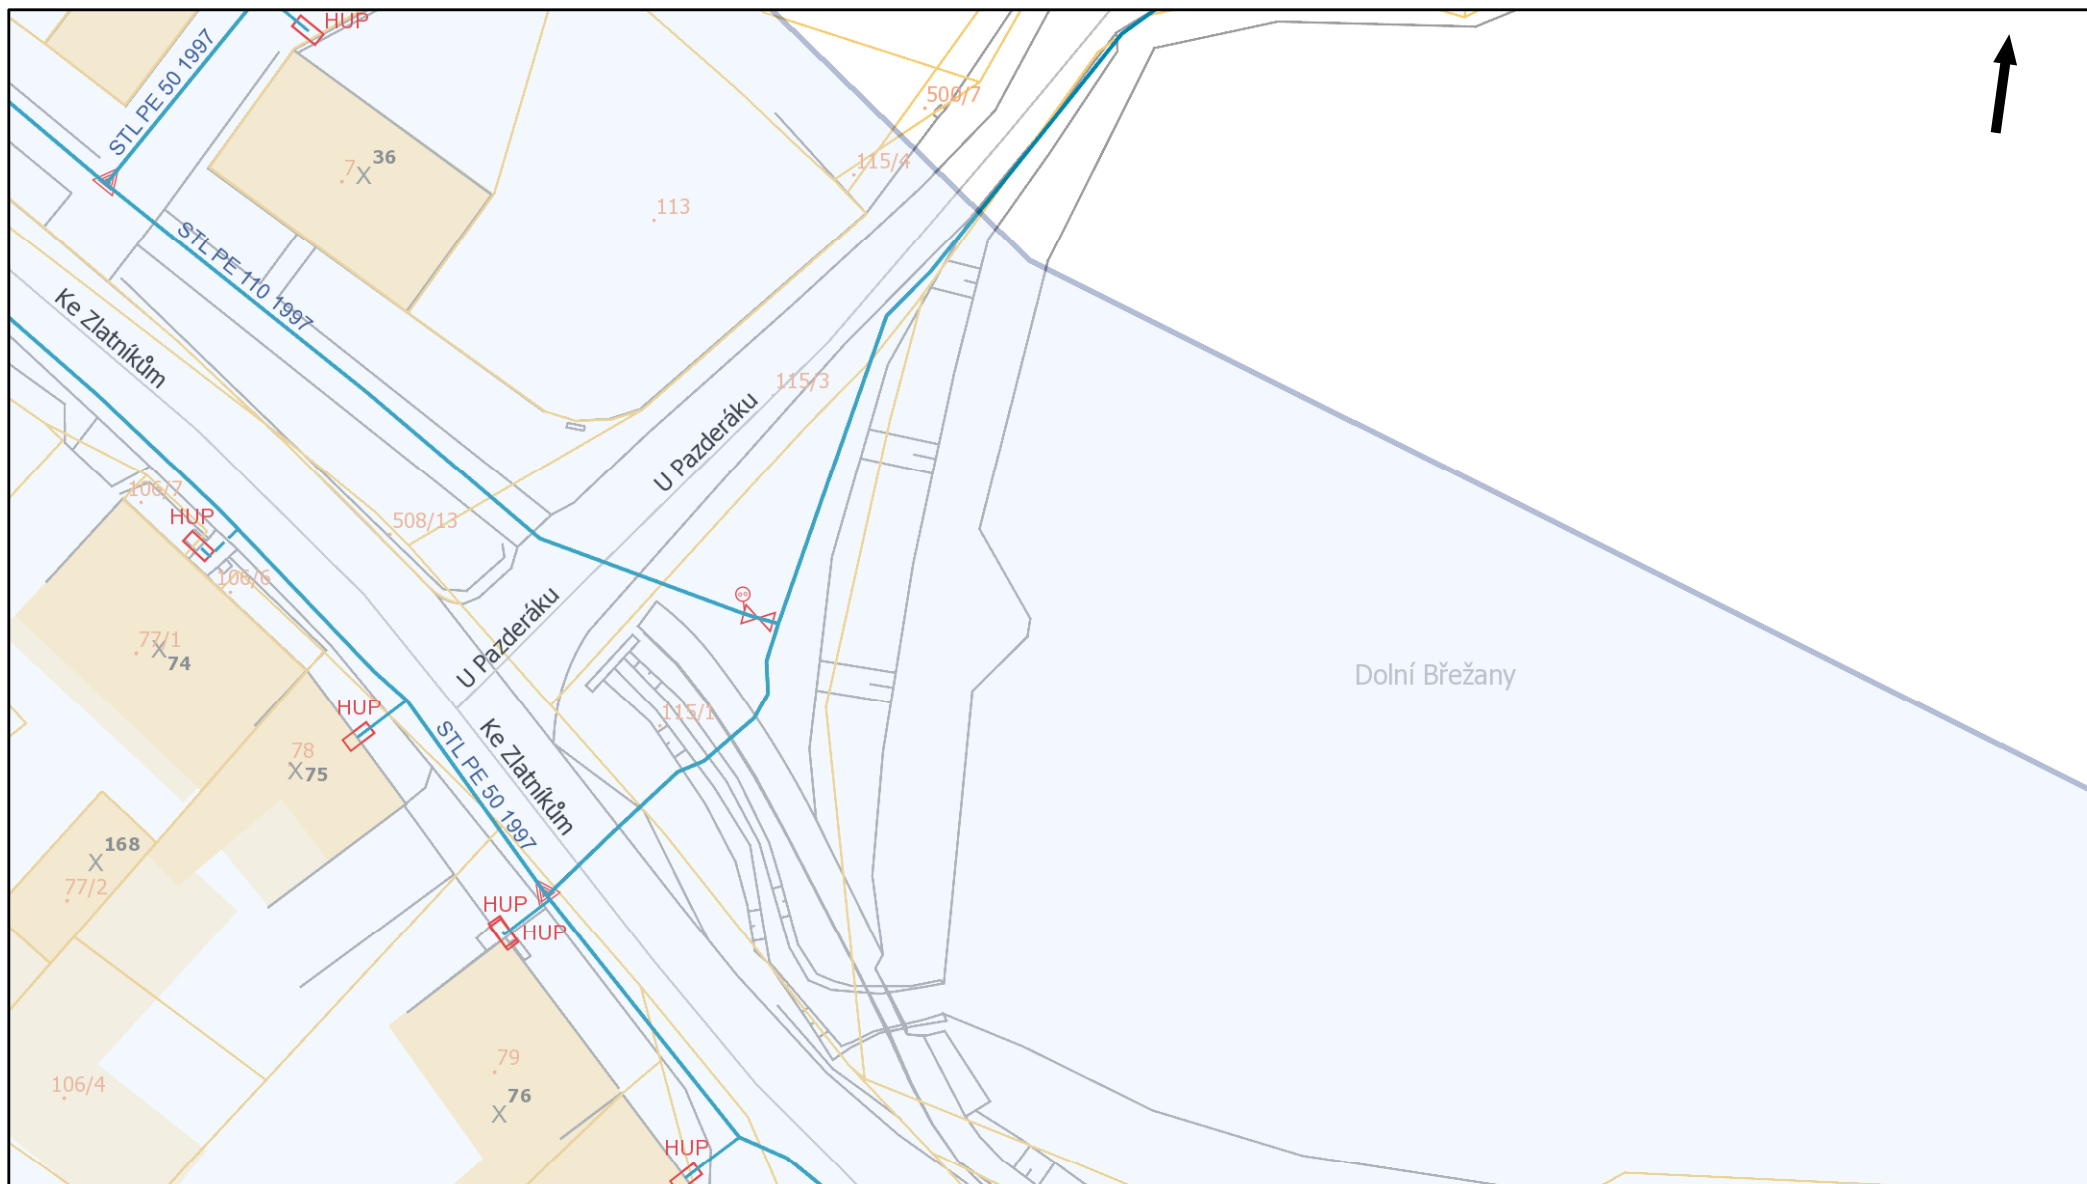 HUP
STL PE 50 1997
500/7
36
7
115/4
113
STL PE 110 1997
Ke Zlatníkům
115/3
U Pazderáku
106/7
HUP
508/13
106/6
U Pazderáku
77/1
74
Dolní Břežany
HUP
115/1
STL PE 50 1997
Ke Zlatníkům
78
75
168
77/2
HUP
HUP
79
106/4
76
HUP